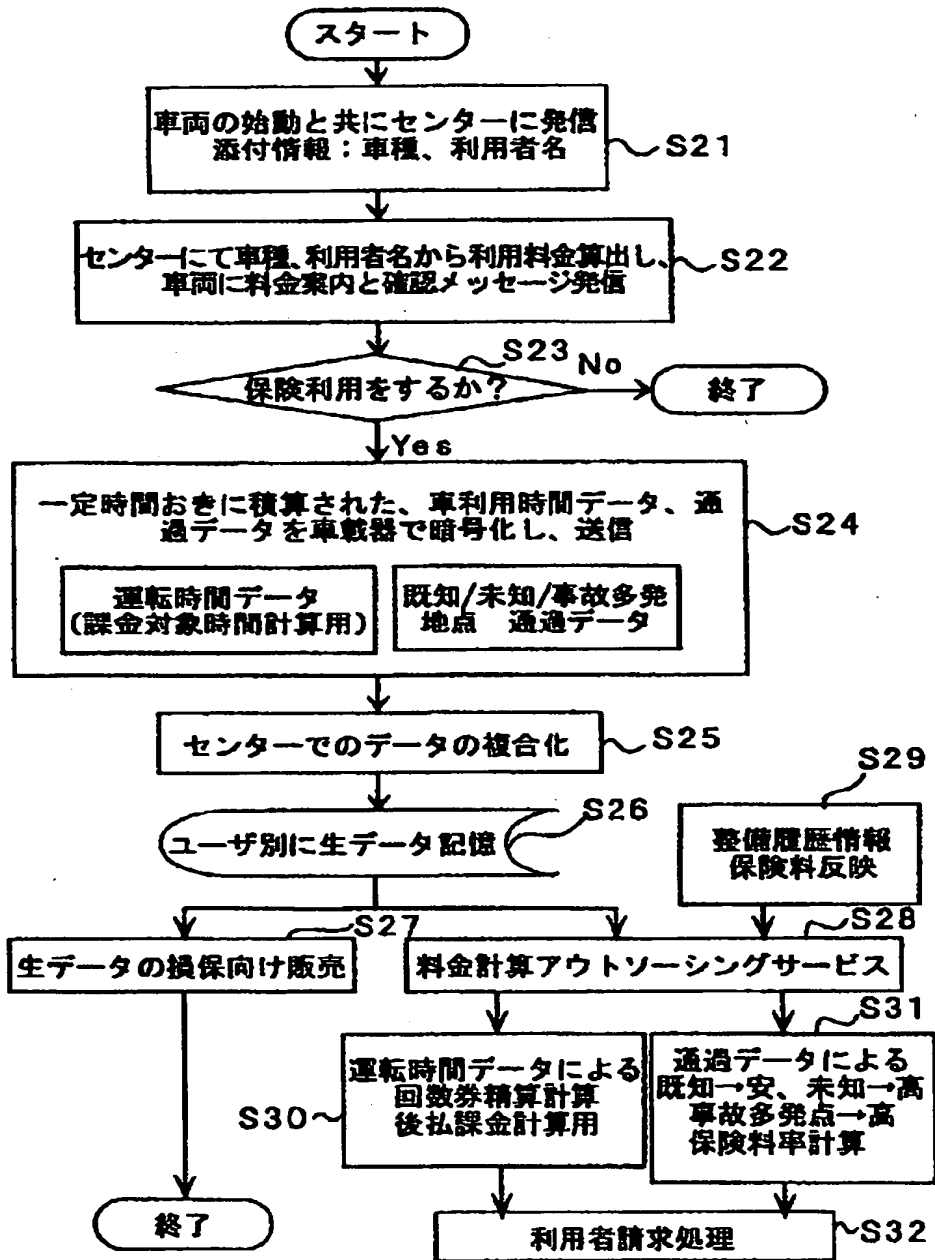 スタート
車両の始動と共にセンターに発信
添付情報:車種、利用者名
S21
センターにて車種、利用者名から利用料金算出し、
車両に料金案内と確認メッセージ発信
S22
S23
No
保険利用をするか?
終了
Yes
一定時間おきに積算された、車利用時間データ、通
過データを車載器で暗号化し、送信
S24
運転時間データ
(課金対象時間計算用)
既知/未知/事故多発
地点 通過データ
センターでのデータの複合化
S25
S29
ユーザ別に生データ記憶
S26
整備履歴情報
保険料反映
S27
S28
生データの損保向け販売
料金計算アウトソーシングサービス
S31
運転時間データによる
回数券精算計算
後払課金計算用
S30
通過データによる
既知→安、未知→高
事故多発点→高
保険料率計算
終了
利用者請求処理
S32